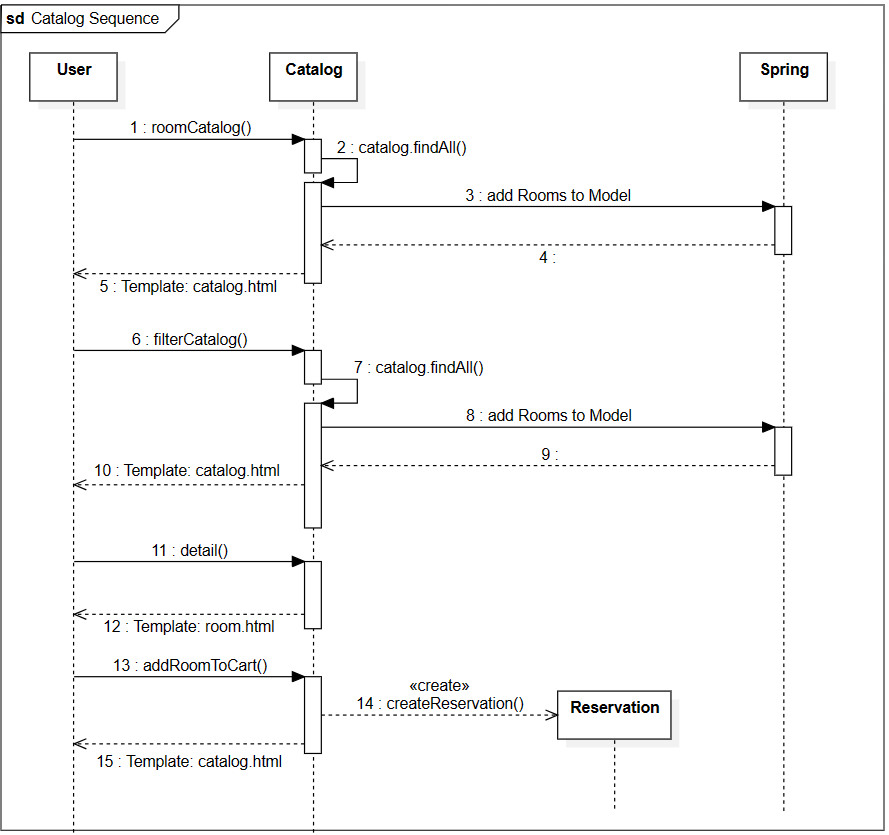 sd Catalog Sequence
User
Catalog
Spring
1 : roomCatalog()
2 : catalog.findAll()
3 : add Rooms to Model
4 :
5 : Template: catalog.html
6 : filterCatalog()
7 : catalog.findAll()
8 : add Rooms to Model
9 :
10 : Template: catalog.html
11 : detail()
12 : Template: room.html
13 : addRoomToCart()
«create»
14 : createReservation()
Reservation
15 : Template: catalog.html